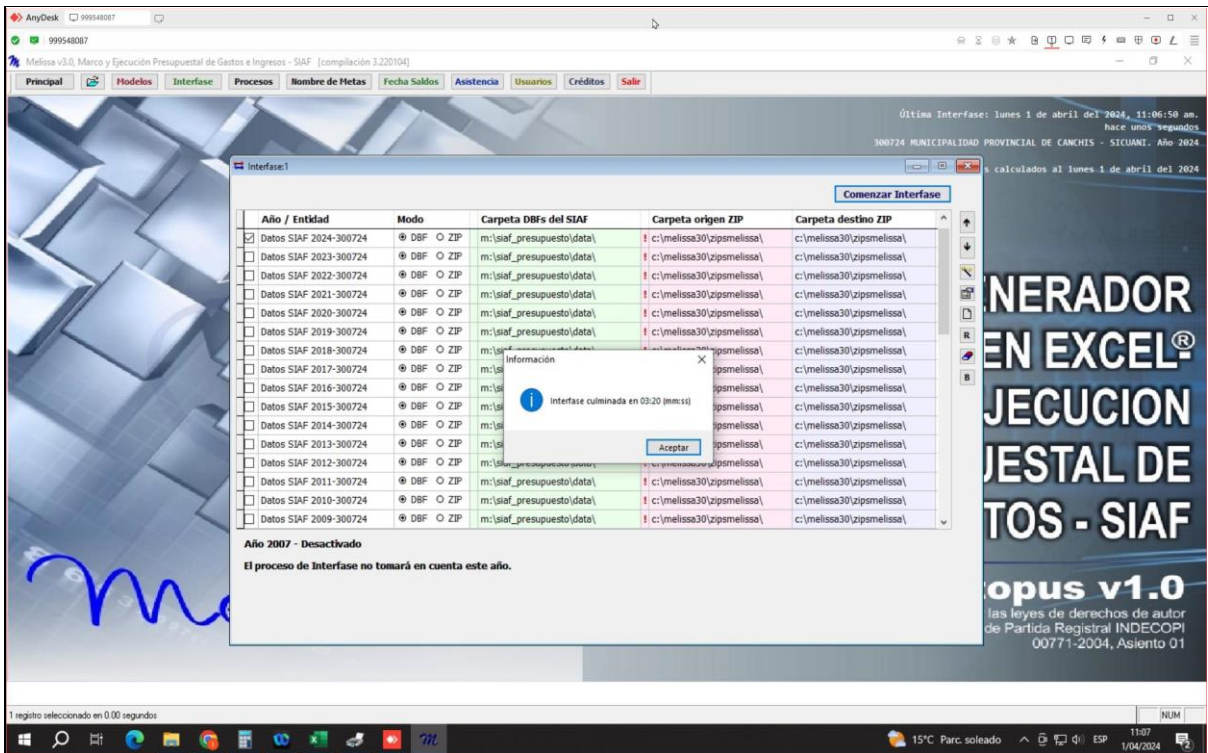 AnyDesk 999548087
999548087
Melissa v3.0, Marco y Ejecución Presupuestal de Gastos e Ingresos - SIAF [compilación 3.220104]
Principal Modelos Interfase Procesos Nombre de Metas Fecha Saldos Asistencia Usuarios Créditos Salir
Última Interfase: lunes 1 de abril del 2024, 11:06:50 am.
hace unos segundos
300724 MUNICIPALIDAD PROVINCIAL DE CANCHIS - SICUANI. Año 2024
s calculados al lunes 1 de abril del 2024
Interfase:1
Comenzar Interfase
Año / Entidad Modo Carpeta DBFs del SIAF Carpeta origen ZIP Carpeta destino ZIP
Datos SIAF 2024-300724 DBF ZIP m:\siaf_presupuesto\data\ ! c:\melissa30\zipsmelissa\ c:\melissa30\zipsmelissa\
Datos SIAF 2023-300724 DBF ZIP m:\siaf_presupuesto\data\ ! c:\melissa30\zipsmelissa\ c:\melissa30\zipsmelissa\
Datos SIAF 2022-300724 DBF ZIP m:\siaf_presupuesto\data\ ! c:\melissa30\zipsmelissa\ c:\melissa30\zipsmelissa\
Datos SIAF 2021-300724 DBF ZIP m:\siaf_presupuesto\data\ ! c:\melissa30\zipsmelissa\ c:\melissa30\zipsmelissa\
Datos SIAF 2020-300724 DBF ZIP m:\siaf_presupuesto\data\ ! c:\melissa30\zipsmelissa\ c:\melissa30\zipsmelissa\
Datos SIAF 2019-300724 DBF ZIP m:\siaf_presupuesto\data\ ! c:\melissa30\zipsmelissa\ c:\melissa30\zipsmelissa\
Datos SIAF 2018-300724 DBF ZIP c:\melissa30\zipsmelissa\
Datos SIAF 2017-300724 DBF ZIP m:\si ipsmelissa\ c:\melissa30\zipsmelissa\
Datos SIAF 2016-300724 DBF ZIP m:\si ipsmelissa\ c:\melissa30\zipsmelissa\
Datos SIAF 2015-300724 DBF ZIP m:\si ipsmelissa\ c:\melissa30\zipsmelissa\
Datos SIAF 2014-300724 DBF ZIP m:\si ipsmelissa\ c:\melissa30\zipsmelissa\
Datos SIAF 2013-300724 DBF ZIP m:\si ipsmelissa\ c:\melissa30\zipsmelissa\
Datos SIAF 2012-300724 DBF ZIP c:\melissa30\zipsmelissa\
Datos SIAF 2011-300724 DBF ZIP m:\siaf_presupuesto\data\ ! c:\melissa30\zipsmelissa\ c:\melissa30\zipsmelissa\
Datos SIAF 2010-300724 DBF ZIP m:\siaf_presupuesto\data\ ! c:\melissa30\zipsmelissa\ c:\melissa30\zipsmelissa\
Datos SIAF 2009-300724 DBF ZIP m:\siaf_presupuesto\data\ ! c:\melissa30\zipsmelissa\ c:\melissa30\zipsmelissa\
R
B
Información
Interfase culminada en 03:20 (mm:ss)
Aceptar
Año 2007 - Desactivado
El proceso de Interfase no tomará en cuenta este año.
NERADOR
EN EXCEL®
JECUCION
UESTAL DE
TOS - SIAF
opus v1.0
las leyes de derechos de autor
de Partida Registral INDECOPI
00771-2004, Asiento 01
1 registro seleccionado en 0.00 segundos
NUM
15°C Parc. soleado ESP 11:07
1/04/2024